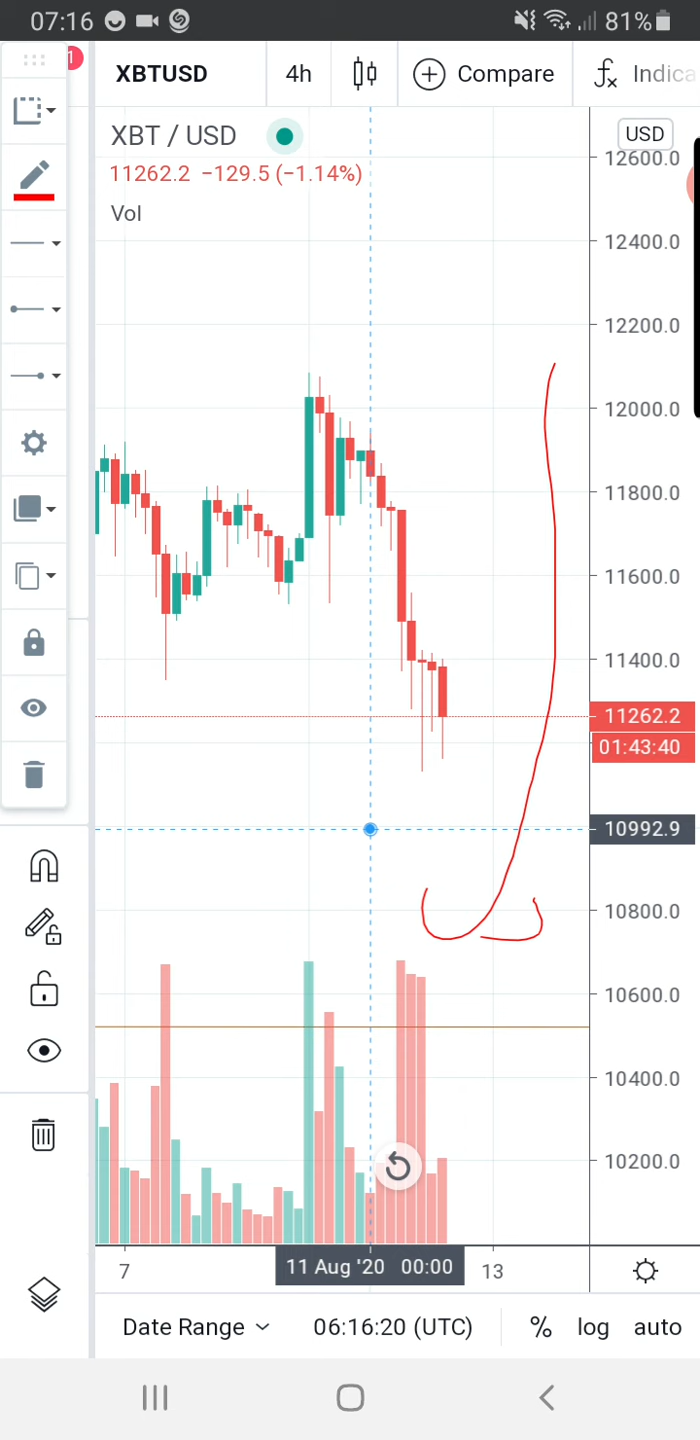 07:16 81%
1 XBTUSD 4h Compare fx Indica
XBT / USD USD
11262.2 −129.5 (−1.14%)
Vol
12600.0
12400.0
12200.0
12000.0
11800.0
11600.0
11400.0
11262.2
01:43:40
10992.9
10800.0
10600.0
10400.0
10200.0
7 11 Aug '20 00:00 13
Date Range 06:16:20 (UTC) % log auto